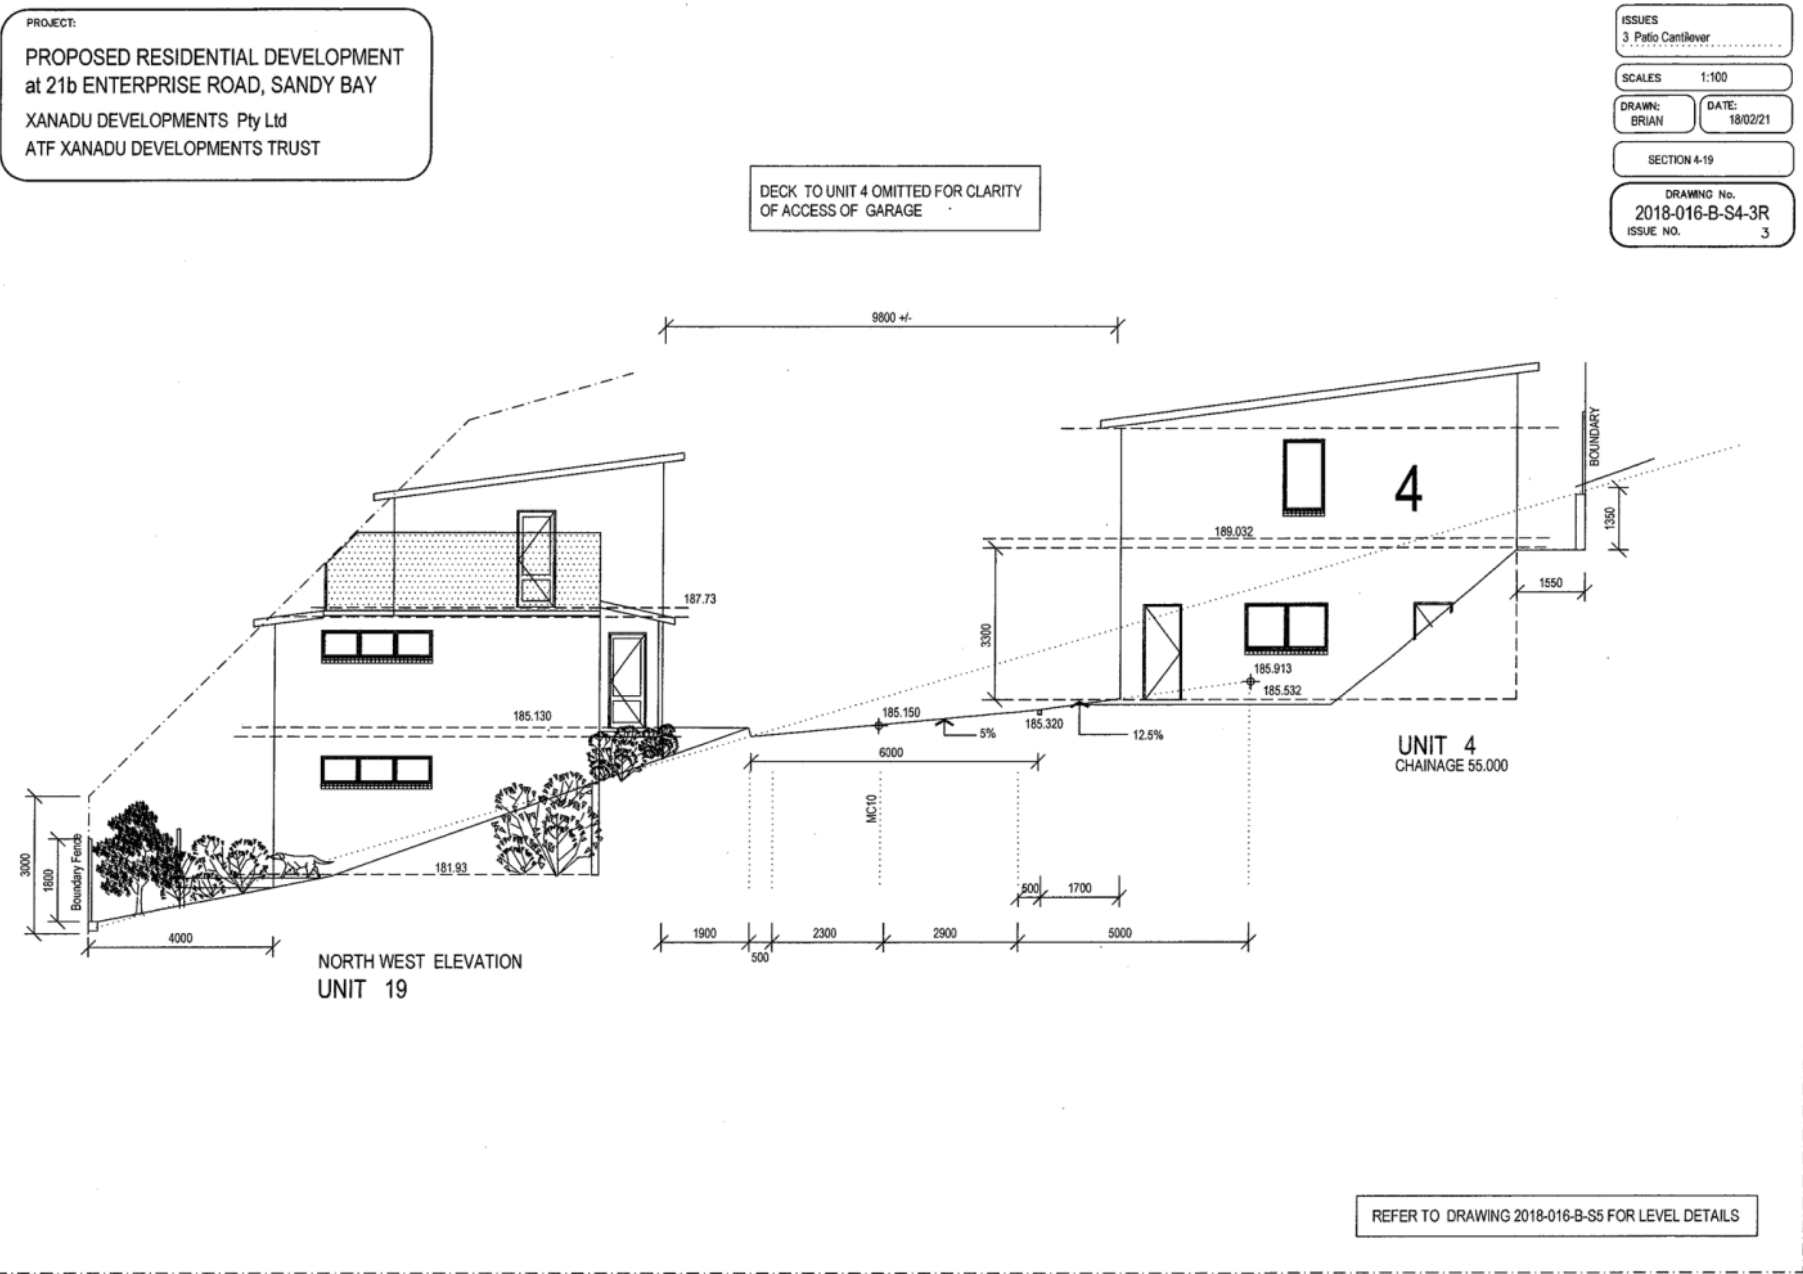 PROJECT:
PROPOSED RESIDENTIAL DEVELOPMENT
at 21b ENTERPRISE ROAD, SANDY BAY
XANADU DEVELOPMENTS Pty Ltd
ATF XANADU DEVELOPMENTS TRUST
ISSUES
3 Patio Cantilever
SCALES 1:100
DRAWN:
BRIAN
DATE:
18/02/21
SECTION 4-19
DRAWING No.
2018-016-B-S4-3R
ISSUE NO. 3
DECK TO UNIT 4 OMITTED FOR CLARITY
OF ACCESS OF GARAGE
9800 +/-
BOUNDARY
4
1350
189.032
1550
187.73
3300
185.913
185.532
185.130
185.150
185.320
5%
12.5%
6000
UNIT 4
CHAINAGE 55.000
MC10
3000
1800
Boundary Fence
181.93
500
1700
4000
1900
500
2300
2900
5000
NORTH WEST ELEVATION
UNIT 19
REFER TO DRAWING 2018-016-B-S5 FOR LEVEL DETAILS